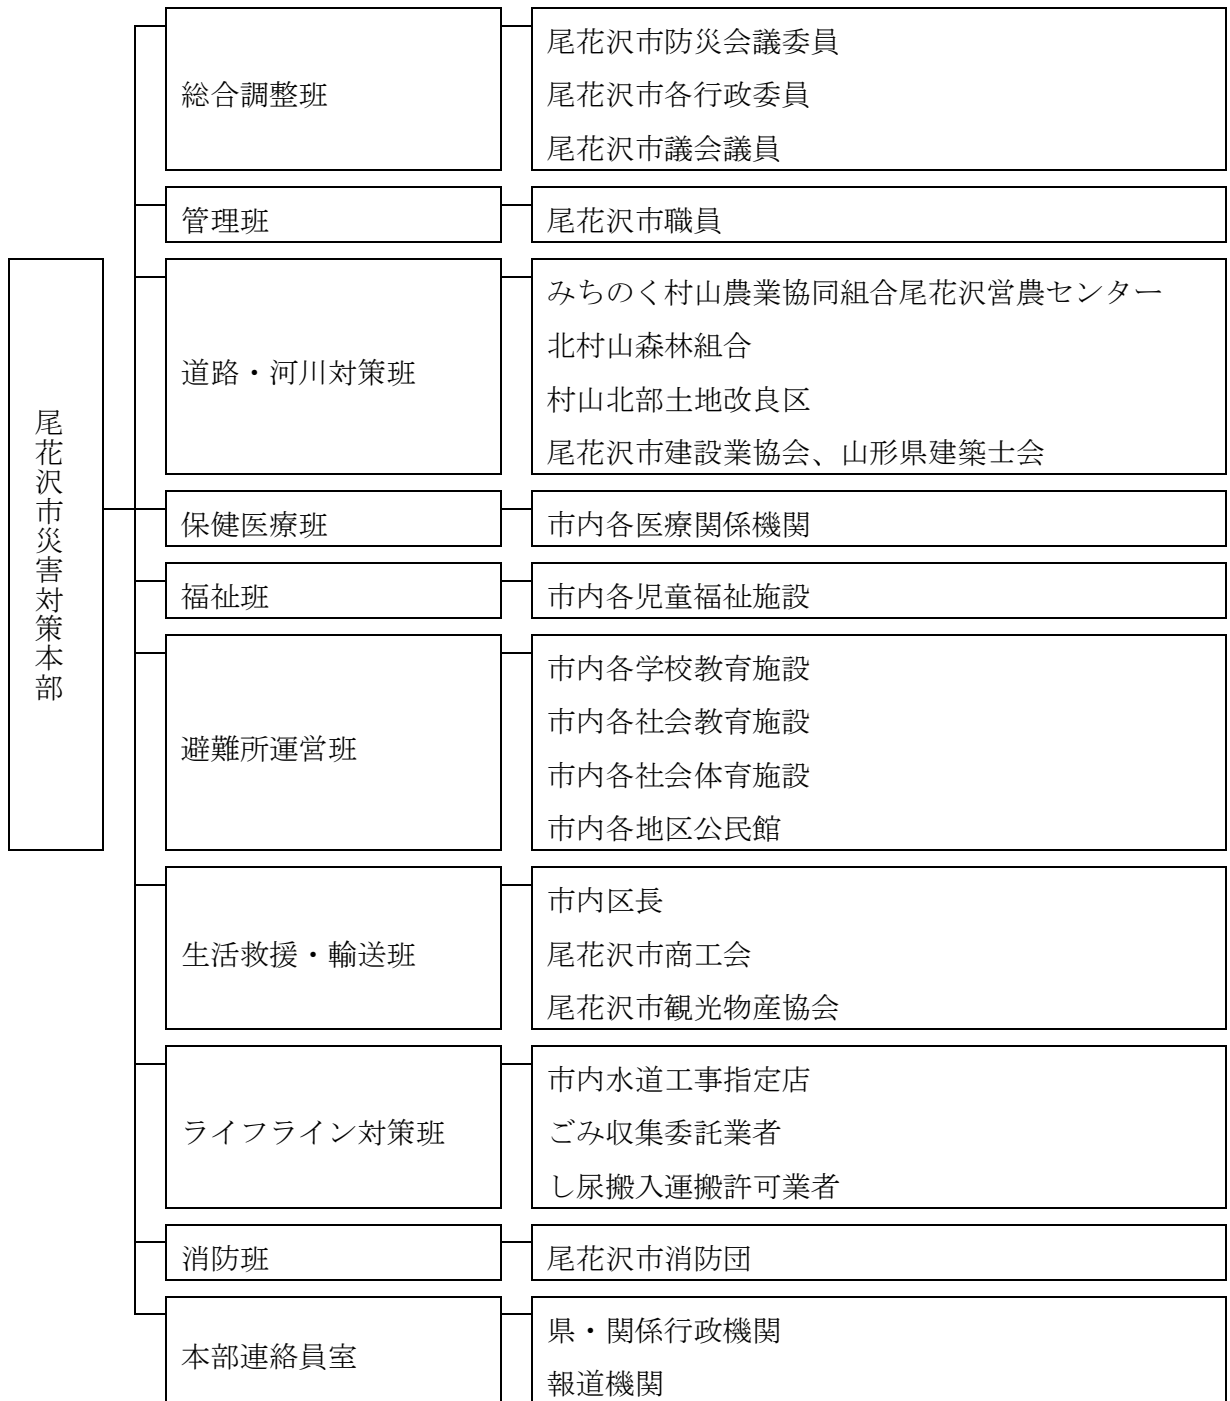 尾花沢市災害対策本部
総合調整班
尾花沢市防災会議委員
尾花沢市各行政委員
尾花沢市議会議員
管理班
尾花沢市職員
道路・河川対策班
みちのく村山農業協同組合尾花沢営農センター
北村山森林組合
村山北部土地改良区
尾花沢市建設業協会、山形県建築士会
保健医療班
市内各医療関係機関
福祉班
市内各児童福祉施設
避難所運営班
市内各学校教育施設
市内各社会教育施設
市内各社会体育施設
市内各地区公民館
生活救援・輸送班
市内区長
尾花沢市商工会
尾花沢市観光物産協会
ライフライン対策班
市内水道工事指定店
ごみ収集委託業者
し尿搬入運搬許可業者
消防班
尾花沢市消防団
本部連絡員室
県・関係行政機関
報道機関